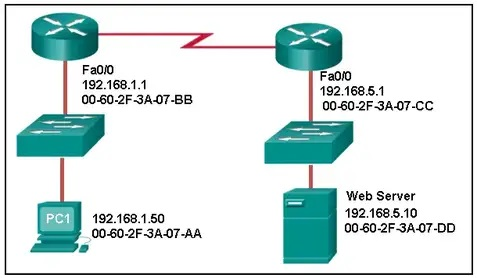 Fa0/0
192.168.1.1
00-60-2F-3A-07-BB
Fa0/0
192.168.5.1
00-60-2F-3A-07-CC
PC1
192.168.1.50
00-60-2F-3A-07-AA
Web Server
192.168.5.10
00-60-2F-3A-07-DD